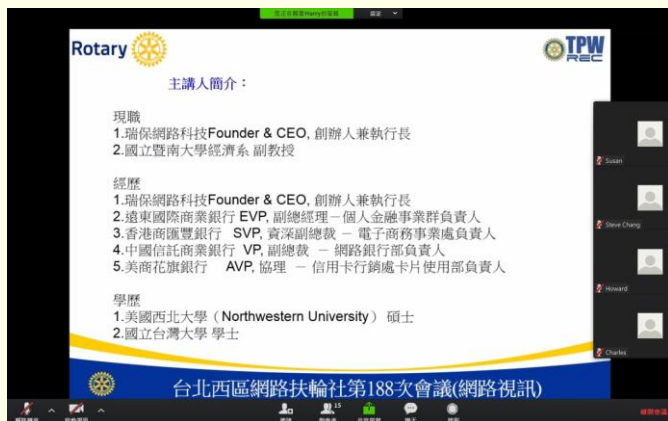 Rotary
TPW
REC
主講人簡介：
現職
1.瑞保網路科技Founder & CEO, 創辦人兼執行長
2.國立暨南大學經濟系 副教授
經歷
1.瑞保網路科技Founder & CEO, 創辦人兼執行長
2.遠東國際商業銀行 EVP, 副總經理－個人金融事業群負責人
3.香港商匯豐銀行 SVP, 資深副總裁 － 電子商務事業處負責人
4.中國信託商業銀行 VP, 副總裁 － 網路銀行部負責人
5.美商花旗銀行 AVP, 協理 － 信用卡行銷處卡片使用部負責人
學歷
1.美國西北大學（Northwestern University） 碩士
2.國立台灣大學 學士
台北西區網路扶輪社第188次會議(網路視訊)
Susan
Steve Chang
Howard
Charles
15